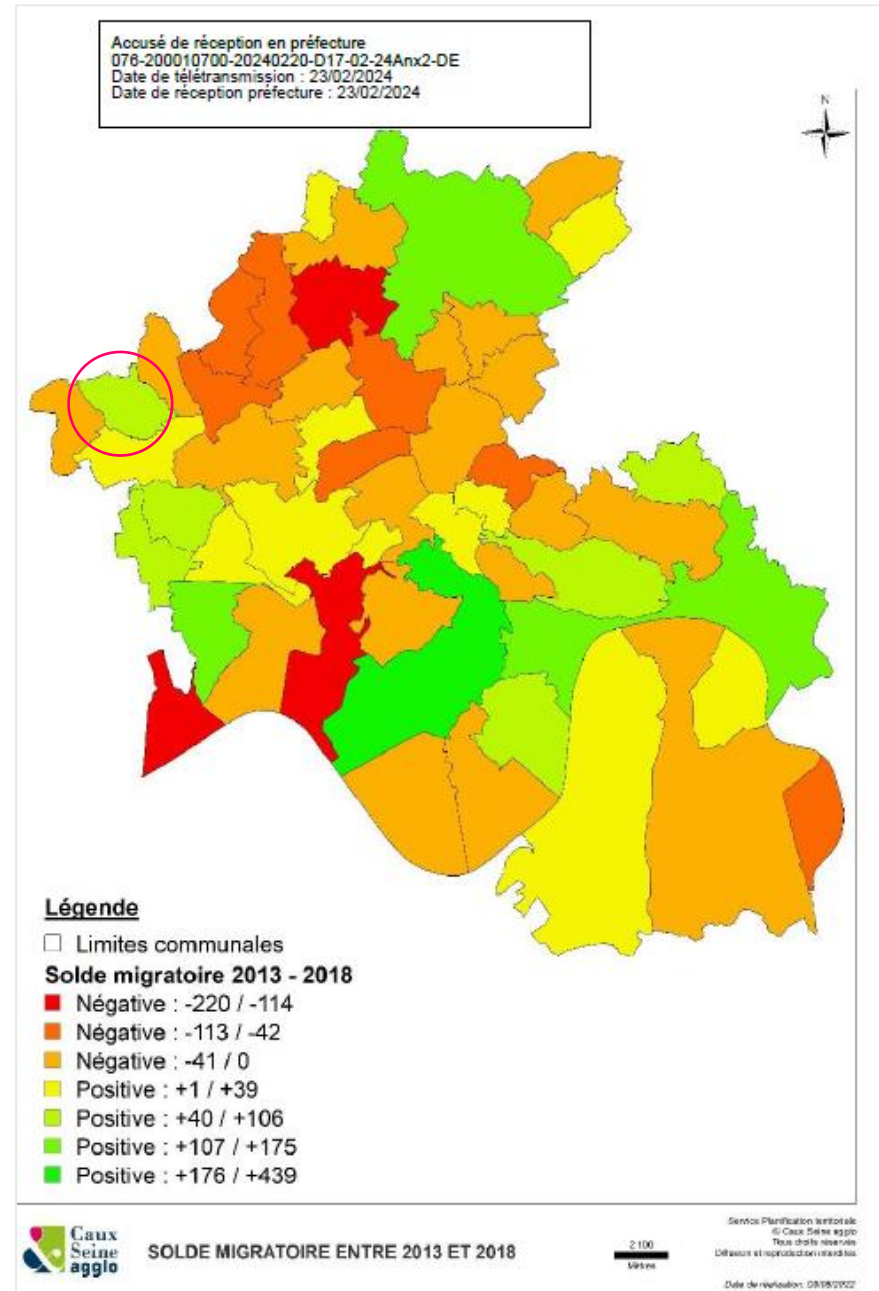 Accusé de réception en préfecture
076-200010700-20240220-D17-02-24Anx2-DE
Date de télétransmission : 23/02/2024
Date de réception préfecture : 23/02/2024
N
Légende
Limites communales
Solde migratoire 2013 - 2018
Négative : -220 / -114
Négative : -113 / -42
Négative : -41 / 0
Positive : +1 / +39
Positive : +40 / +106
Positive : +107 / +175
Positive : +176 / +439
Caux
Seine
agglo
SOLDE MIGRATOIRE ENTRE 2013 ET 2018
2 100
Mètres
Service Planification territoriale
© Caux Seine agglo
Tous droits réservés
Diffusion et reproduction interdites
Date de réalisation: